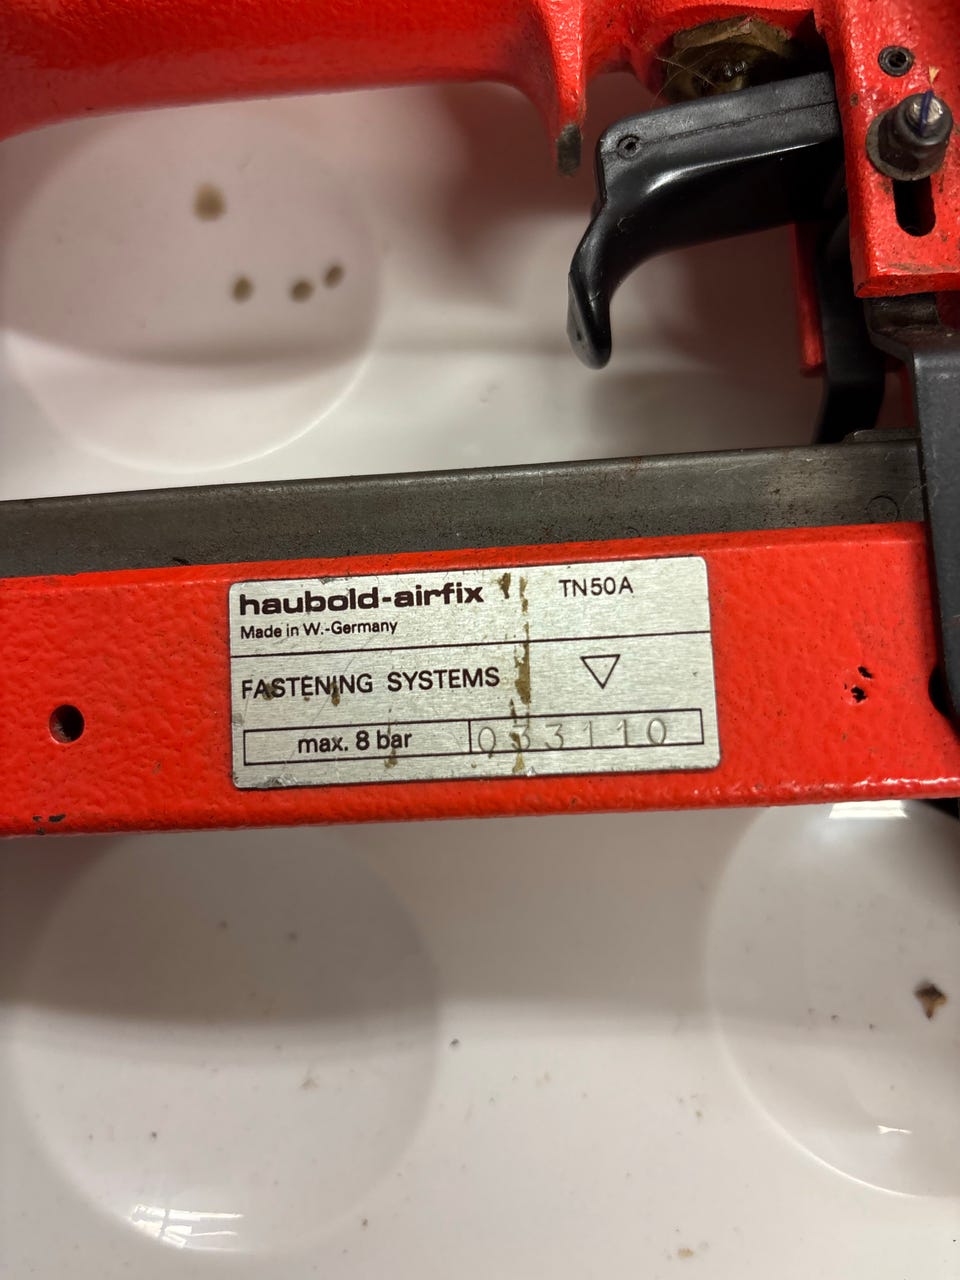 haubold-airfix TN50A
Made in W.-Germany
FASTENING SYSTEMS
max. 8 bar 033110